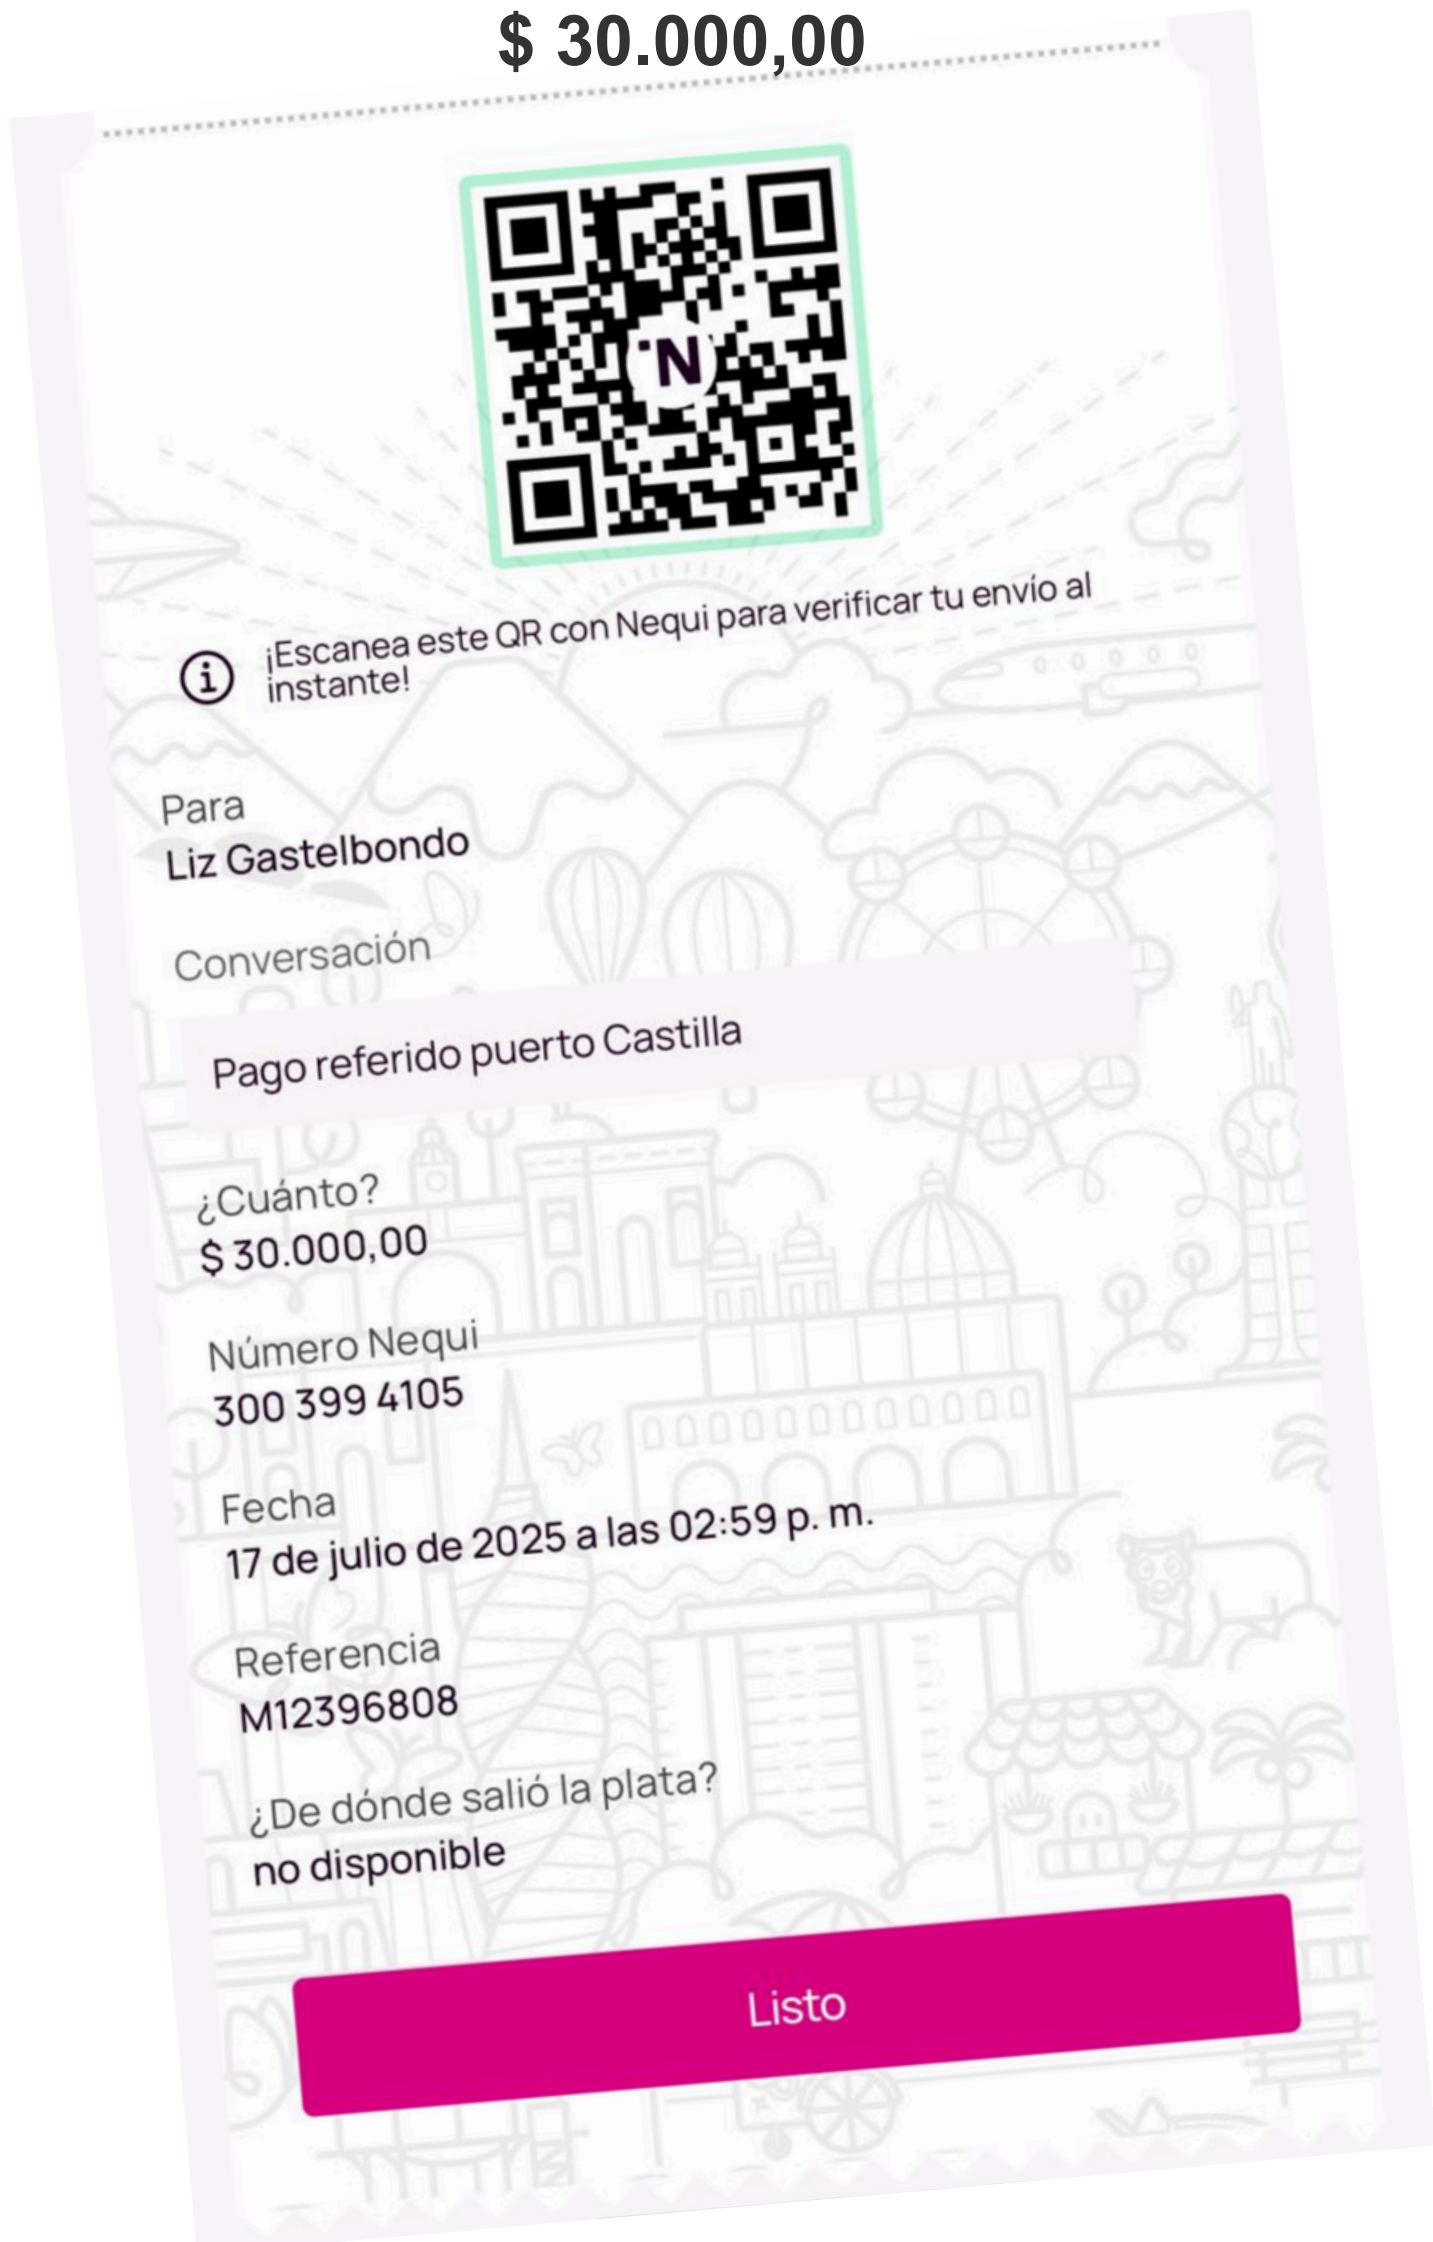 $ 30.000,00
N
¡Escanea este QR con Nequi para verificar tu envío al
instante!
Para
Liz Gastelbondo
Conversación
Pago referido puerto Castilla
¿Cuánto?
$ 30.000,00
Número Nequi
300 399 4105
Fecha
17 de julio de 2025 a las 02:59 p. m.
Referencia
M12396808
¿De dónde salió la plata?
no disponible
Listo